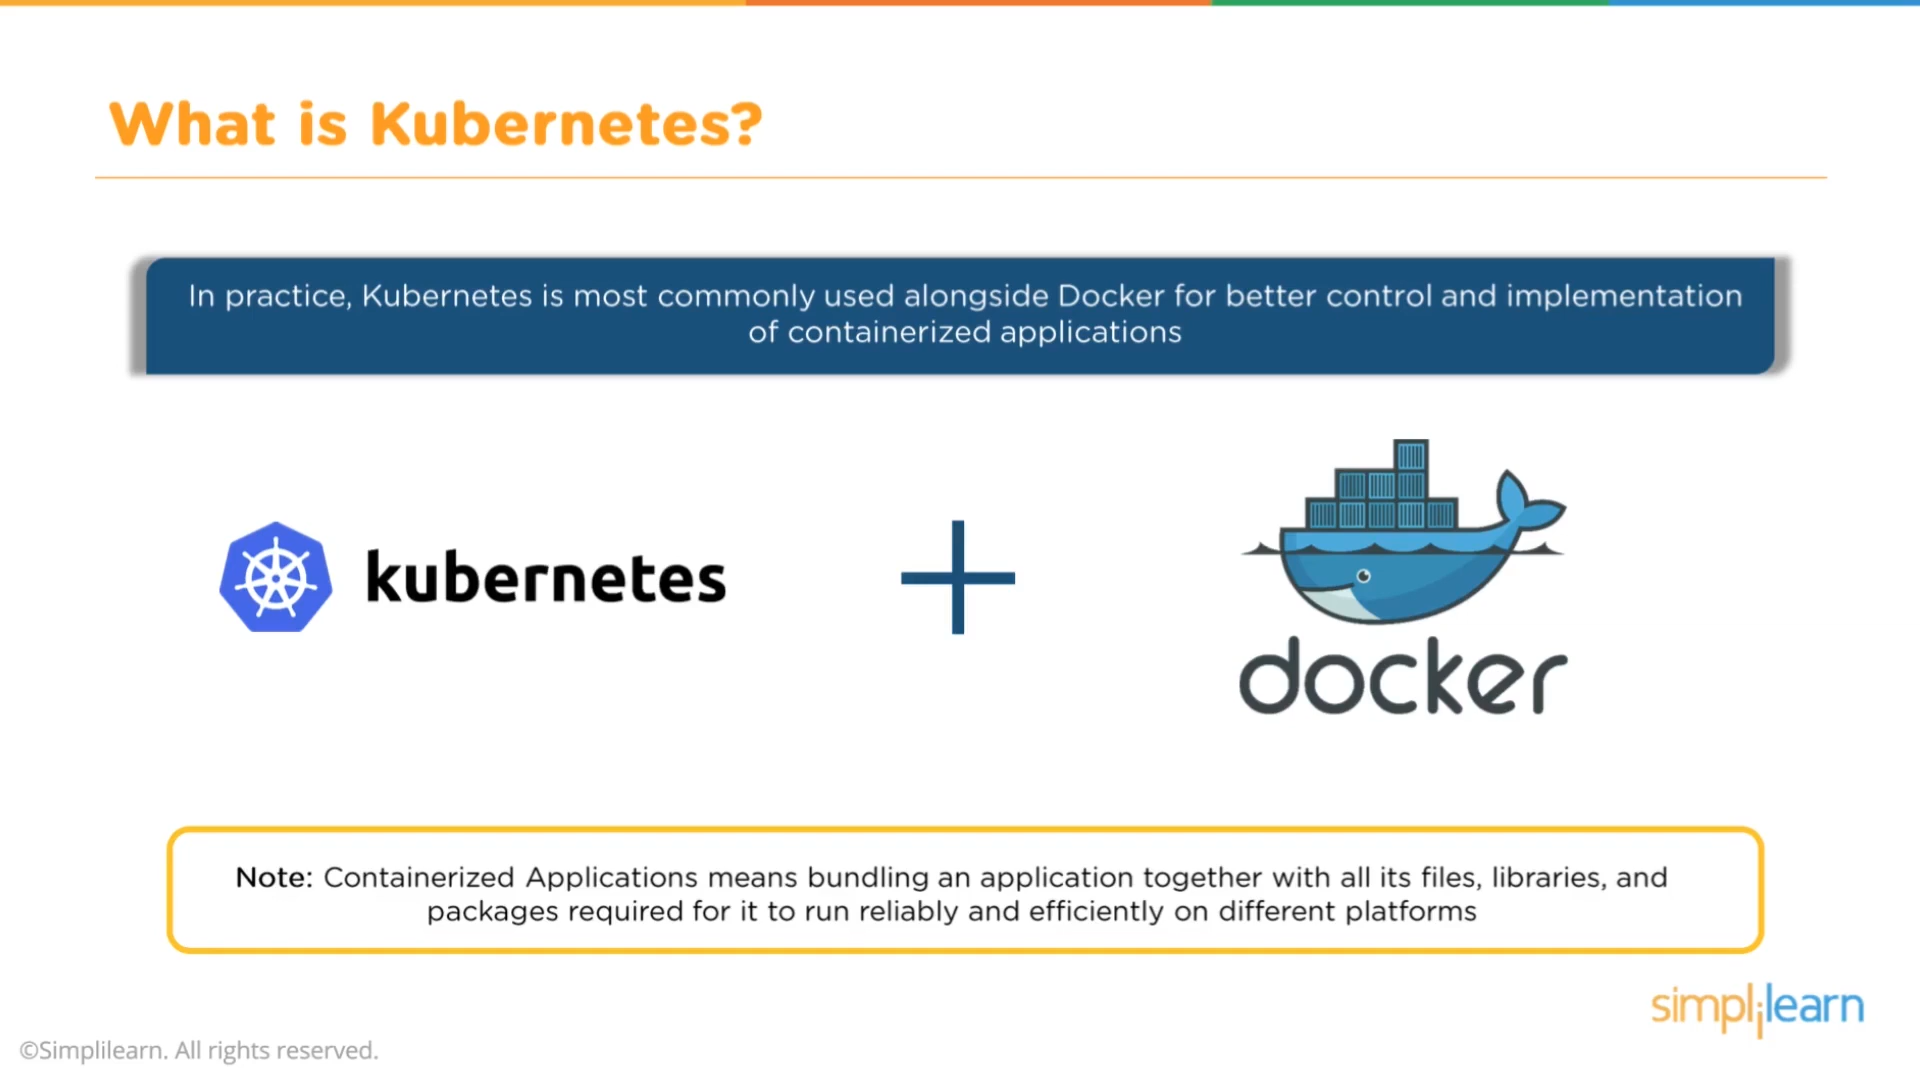 What is Kubernetes?
In practice, Kubernetes is most commonly used alongside Docker for better control and implementation
of containerized applications
kubernetes
docker
Note: Containerized Applications means bundling an application together with all its files, libraries, and
packages required for it to run reliably and efficiently on different platforms
simplilearn
©Simplilearn. All rights reserved.